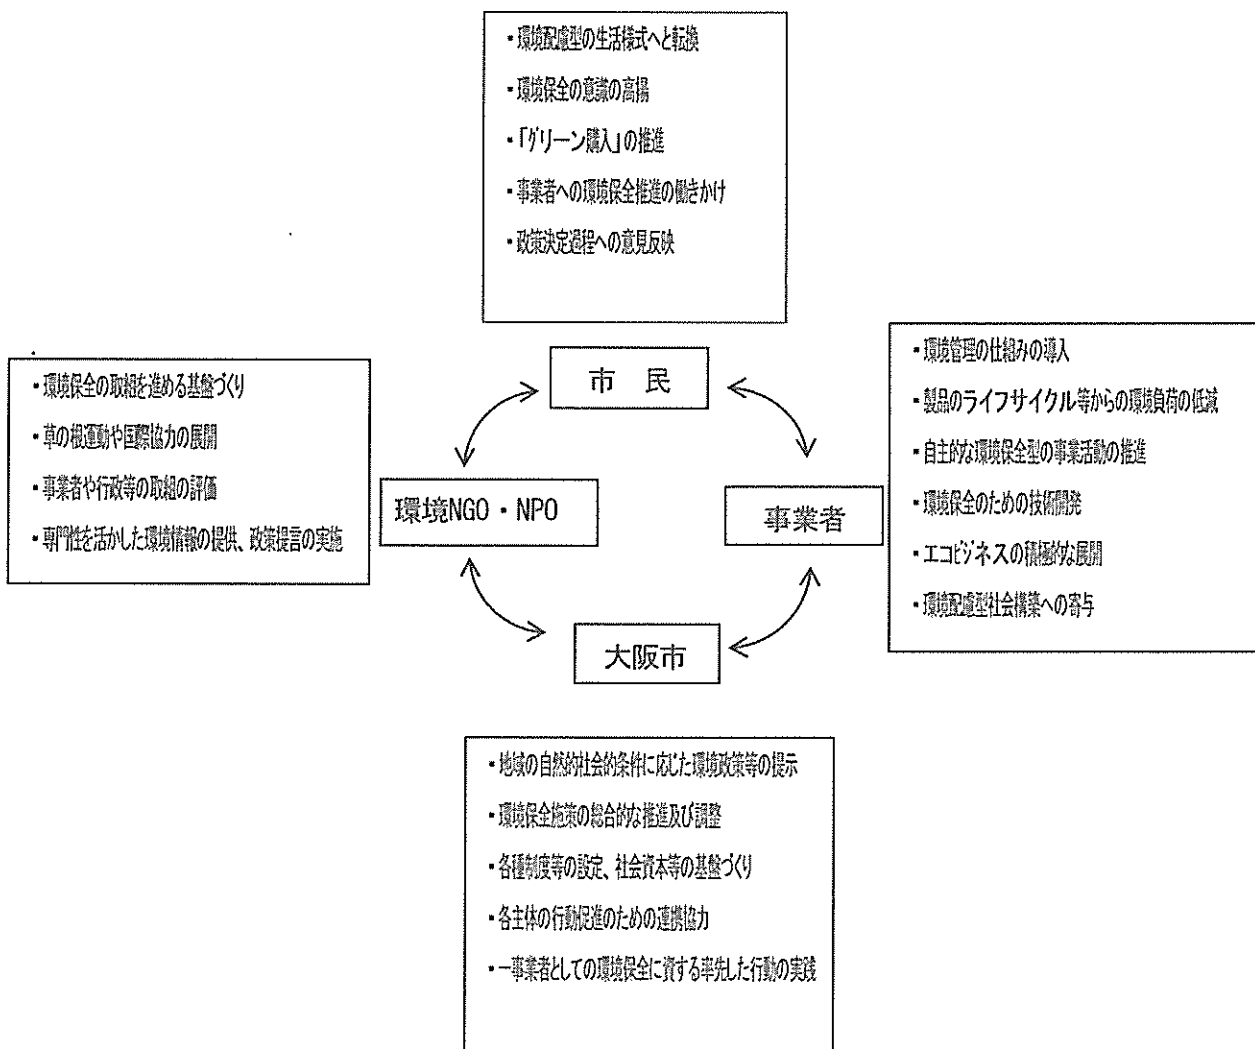 ・環境配慮型の生活様式へと転換
・環境保全の意識の高揚
・「グリーン購入」の推進
・事業者への環境保全推進の働きかけ
・政策決定過程への意見反映
市　民
・環境保全の取組を進める基盤づくり
・草の根運動や国際協力の展開
・事業者や行政等の取組の評価
・専門性を活かした環境情報の提供、政策提言の実施
環境NGO・NPO
事業者
・環境管理の仕組みの導入
・製品のライフサイクル等からの環境負荷の低減
・自主的な環境保全型の事業活動の推進
・環境保全のための技術開発
・エコビジネスの積極的な展開
・環境配慮型社会構築への寄与
大阪市
・地域の自然的社会的条件に応じた環境政策等の提示
・環境保全施策の総合的な推進及び調整
・各種制度等の設定、社会資本等の基盤づくり
・各主体の行動促進のための連携協力
・一事業者としての環境保全に資する率先した行動の実践